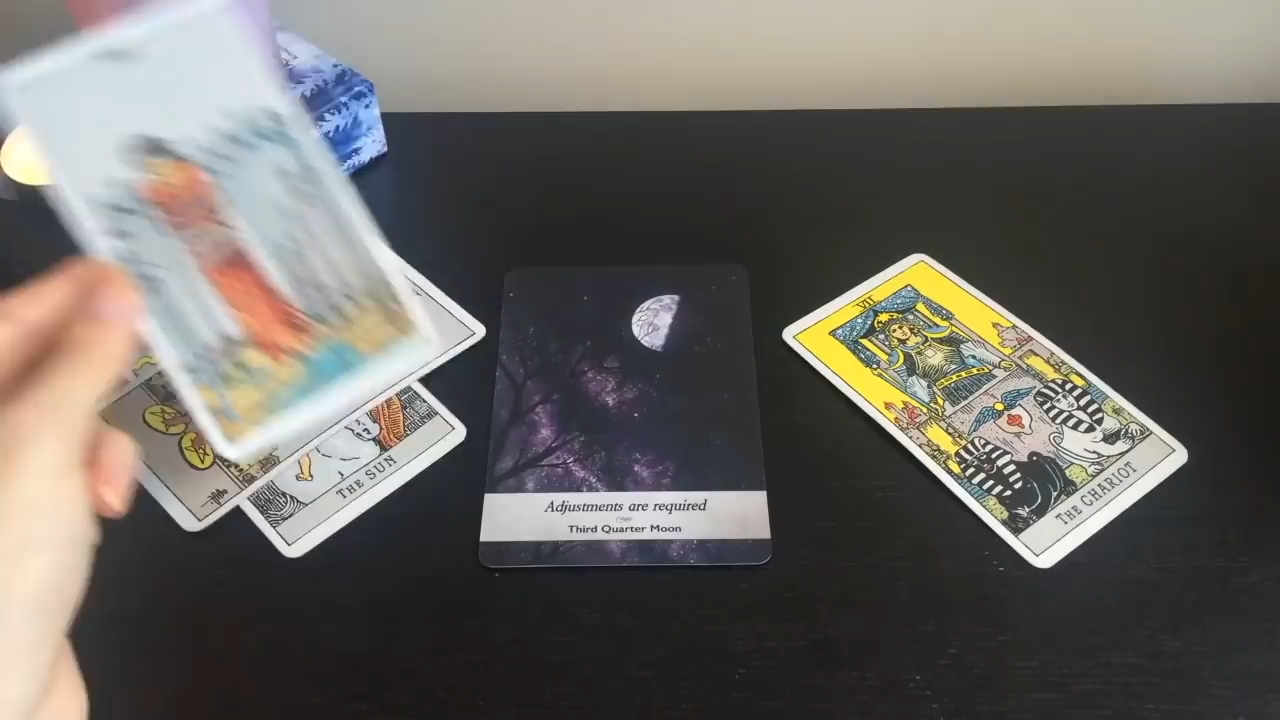 THE SUN
Adjustments are required
Third Quarter Moon
VII
THE CHARIOT